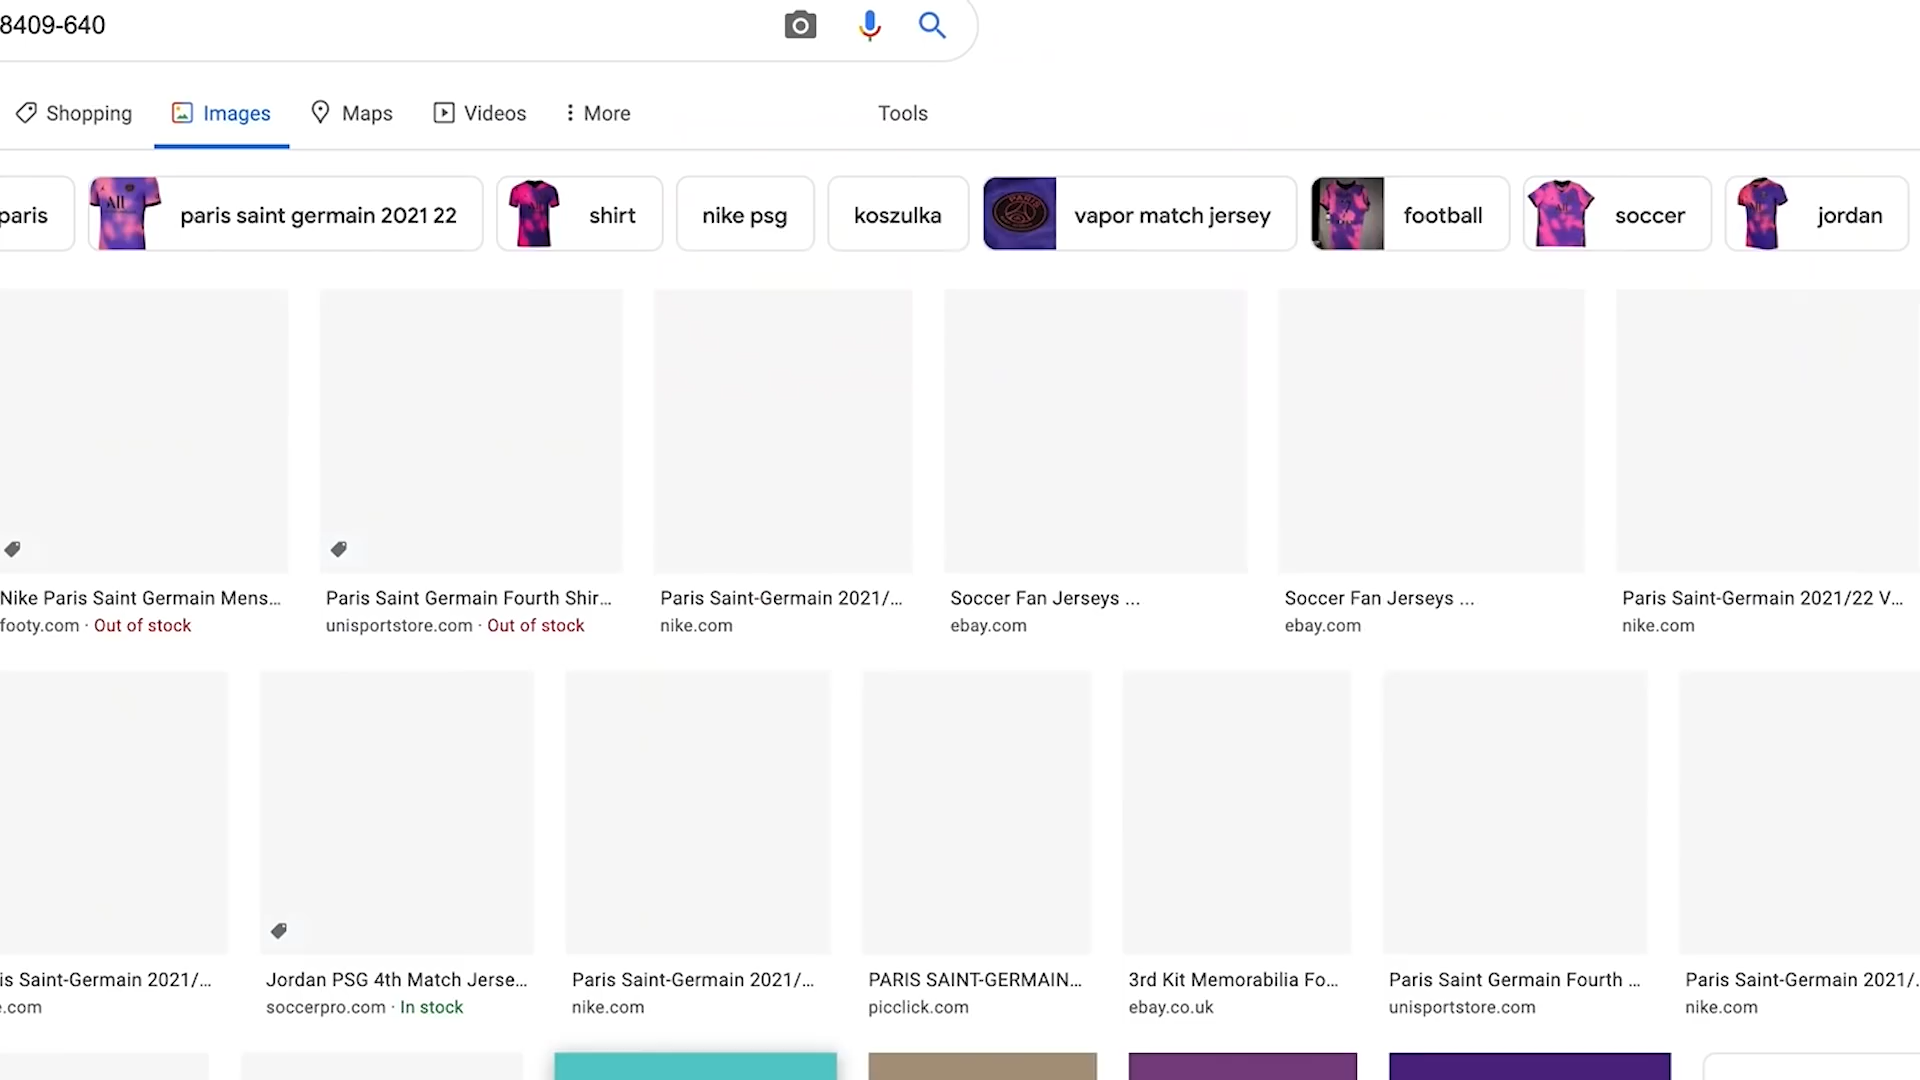 8409-640
Shopping Images Maps Videos More Tools
paris paris saint germain 2021 22 shirt nike psg koszulka vapor match jersey football soccer jordan
Nike Paris Saint Germain Mens... Paris Saint Germain Fourth Shir... Paris Saint-Germain 2021/... Soccer Fan Jerseys ... Soccer Fan Jerseys ... Paris Saint-Germain 2021/22 V...
footy.com · Out of stock unisportstore.com · Out of stock nike.com ebay.com ebay.com nike.com
is Saint-Germain 2021/... Jordan PSG 4th Match Jerse... Paris Saint-Germain 2021/... PARIS SAINT-GERMAIN... 3rd Kit Memorabilia Fo... Paris Saint Germain Fourth ... Paris Saint-Germain 2021/.
.com soccerpro.com · In stock nike.com picclick.com ebay.co.uk unisportstore.com nike.com